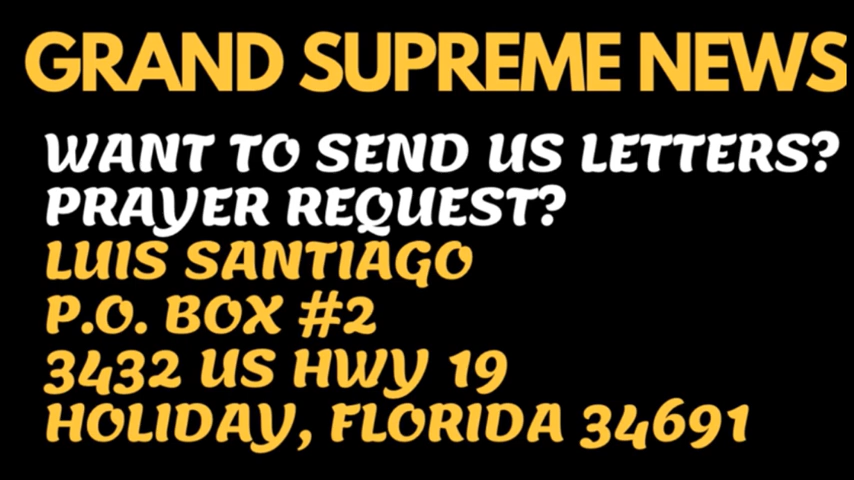 GRAND SUPREME NEWS
WANT TO SEND US LETTERS?
PRAYER REQUEST?
LUIS SANTIAGO
P.O. BOX #2
3432 US HWY 19
HOLIDAY, FLORIDA 34691